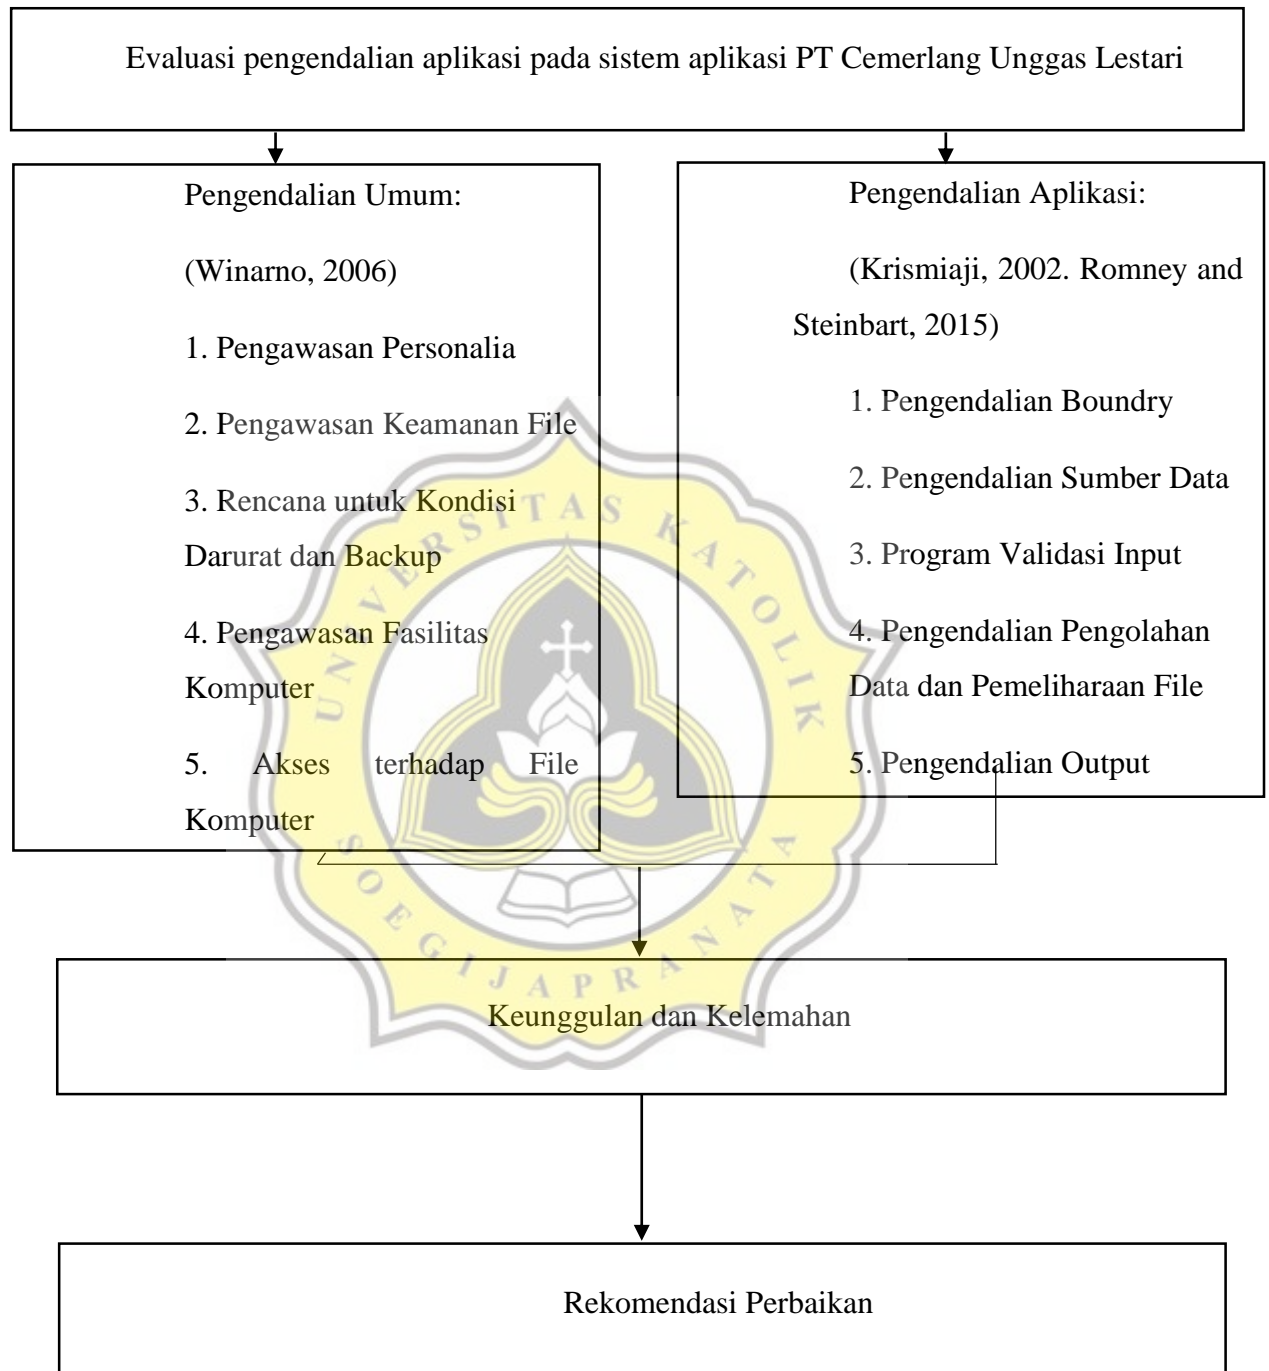 Evaluasi pengendalian aplikasi pada sistem aplikasi PT Cemerlang Unggas Lestari
Pengendalian Umum:
(Winarno, 2006)
1. Pengawasan Personalia
2. Pengawasan Keamanan File
3. Rencana untuk Kondisi
Darurat dan Backup
4. Pengawasan Fasilitas
Komputer
5. Akses terhadap File
Komputer
Pengendalian Aplikasi:
(Krismiaji, 2002. Romney and
Steinbart, 2015)
1. Pengendalian Boundry
2. Pengendalian Sumber Data
3. Program Validasi Input
4. Pengendalian Pengolahan
Data dan Pemeliharaan File
5. Pengendalian Output
UNIVERSITAS KATOLIK
SOEGIJAPRANATA
Keunggulan dan Kelemahan
Rekomendasi Perbaikan